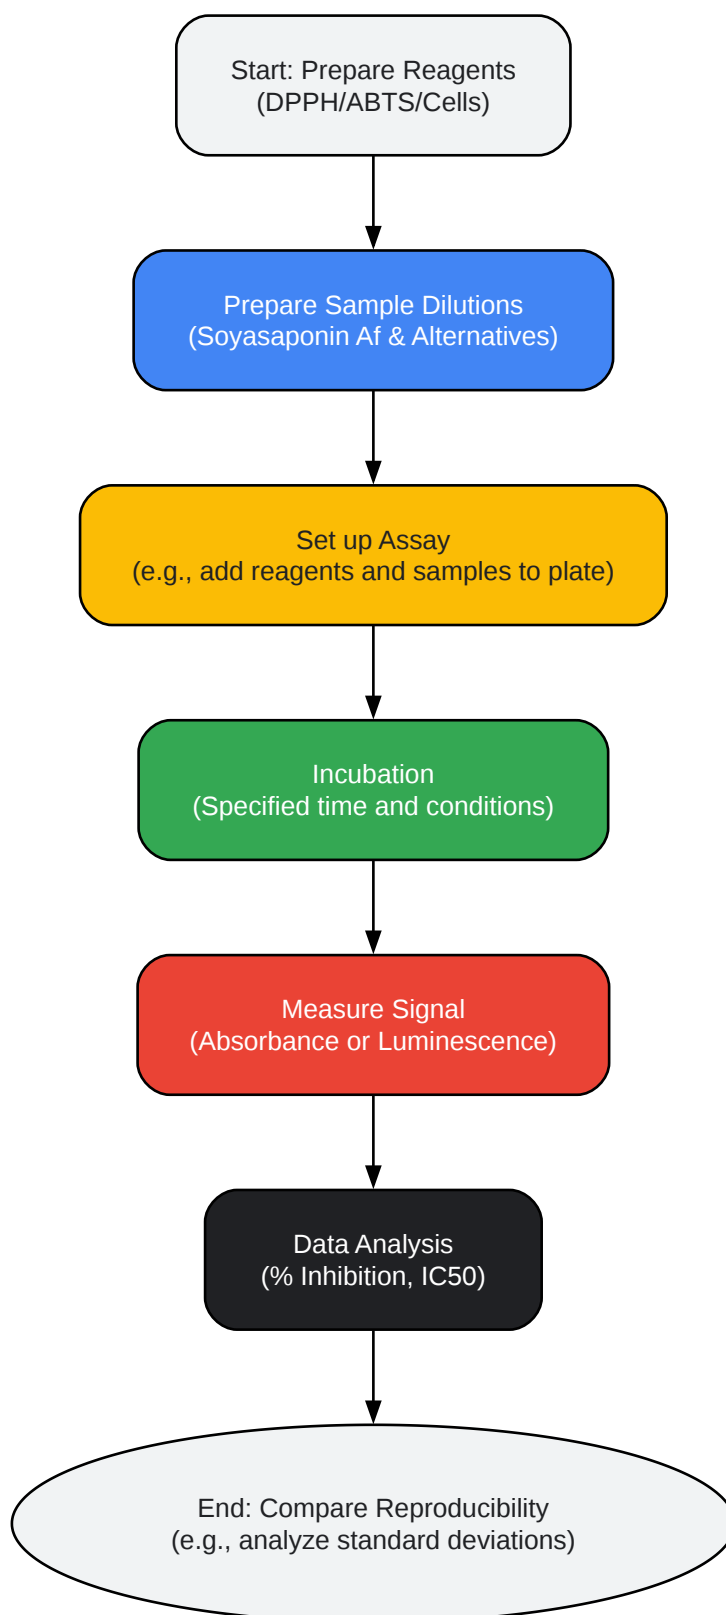 Start: Prepare Reagents
(DPPH/ABTS/Cells)
Prepare Sample Dilutions
(Soyasaponin Af & Alternatives)
Set up Assay
(e.g., add reagents and samples to plate)
Incubation
(Specified time and conditions)
Measure Signal
(Absorbance or Luminescence)
Data Analysis
(% Inhibition, IC50)
End: Compare Reproducibility
(e.g., analyze standard deviations)